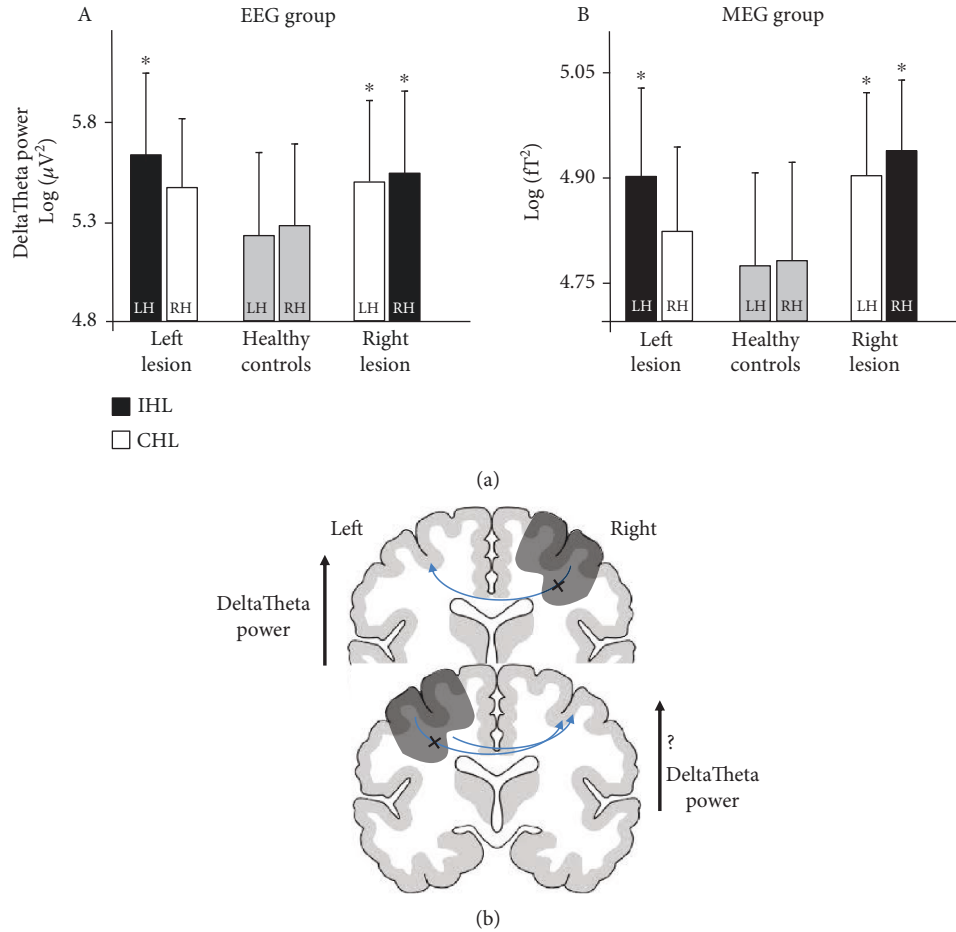 A
EEG group
DeltaTheta power
Log (μV²)
5.8
5.3
4.8
*
*
*
LH
RH
LH
RH
LH
RH
Left
lesion
Healthy
controls
Right
lesion
B
MEG group
Log (fT²)
5.05
4.90
4.75
*
*
*
LH
RH
LH
RH
LH
RH
Left
lesion
Healthy
controls
Right
lesion
IHL
CHL
(a)
Left
Right
DeltaTheta
power
?
DeltaTheta
power
(b)